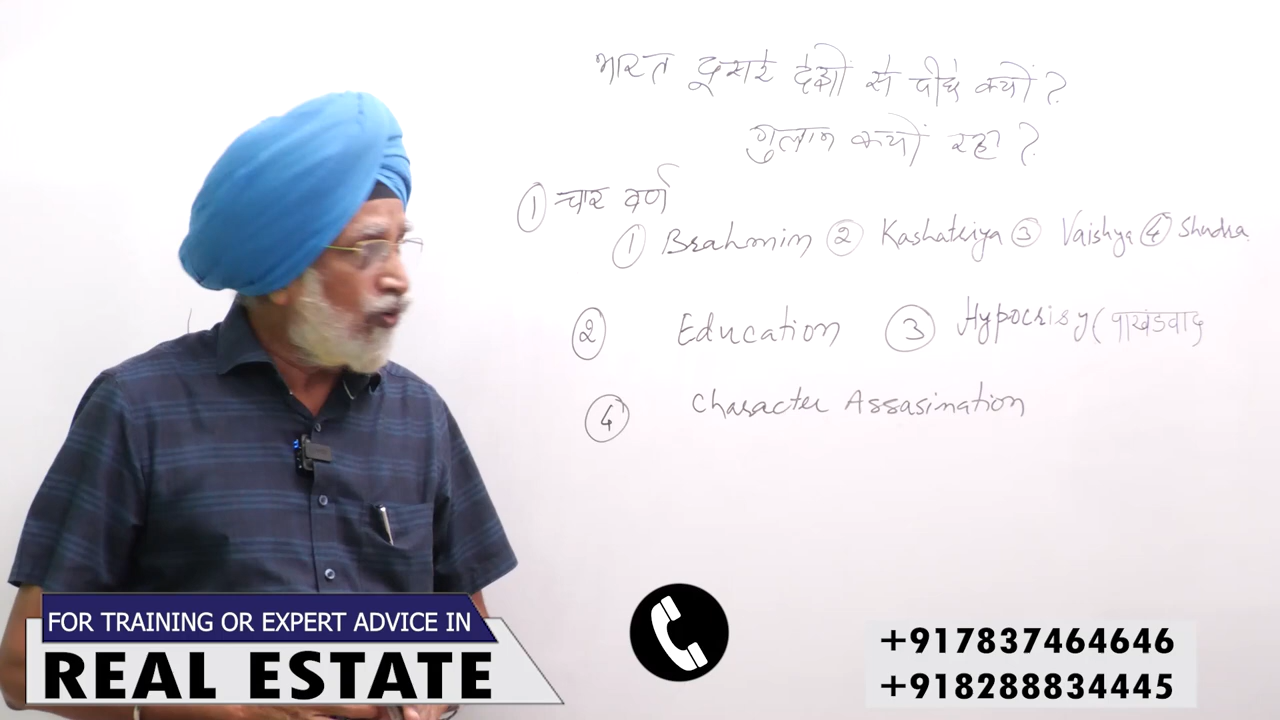 भारत दूसरे देशों से पीछे क्यों?
गुलाम क्यों रहा?
① चार वर्ण
① Brahmin ② Kashatriya ③ Vaishya ④ Shudra
② Education ③ Hypocrisy (पाखंडवाद
④ Character Assasination
FOR TRAINING OR EXPERT ADVICE IN
REAL ESTATE
+917837464646
+918288834445